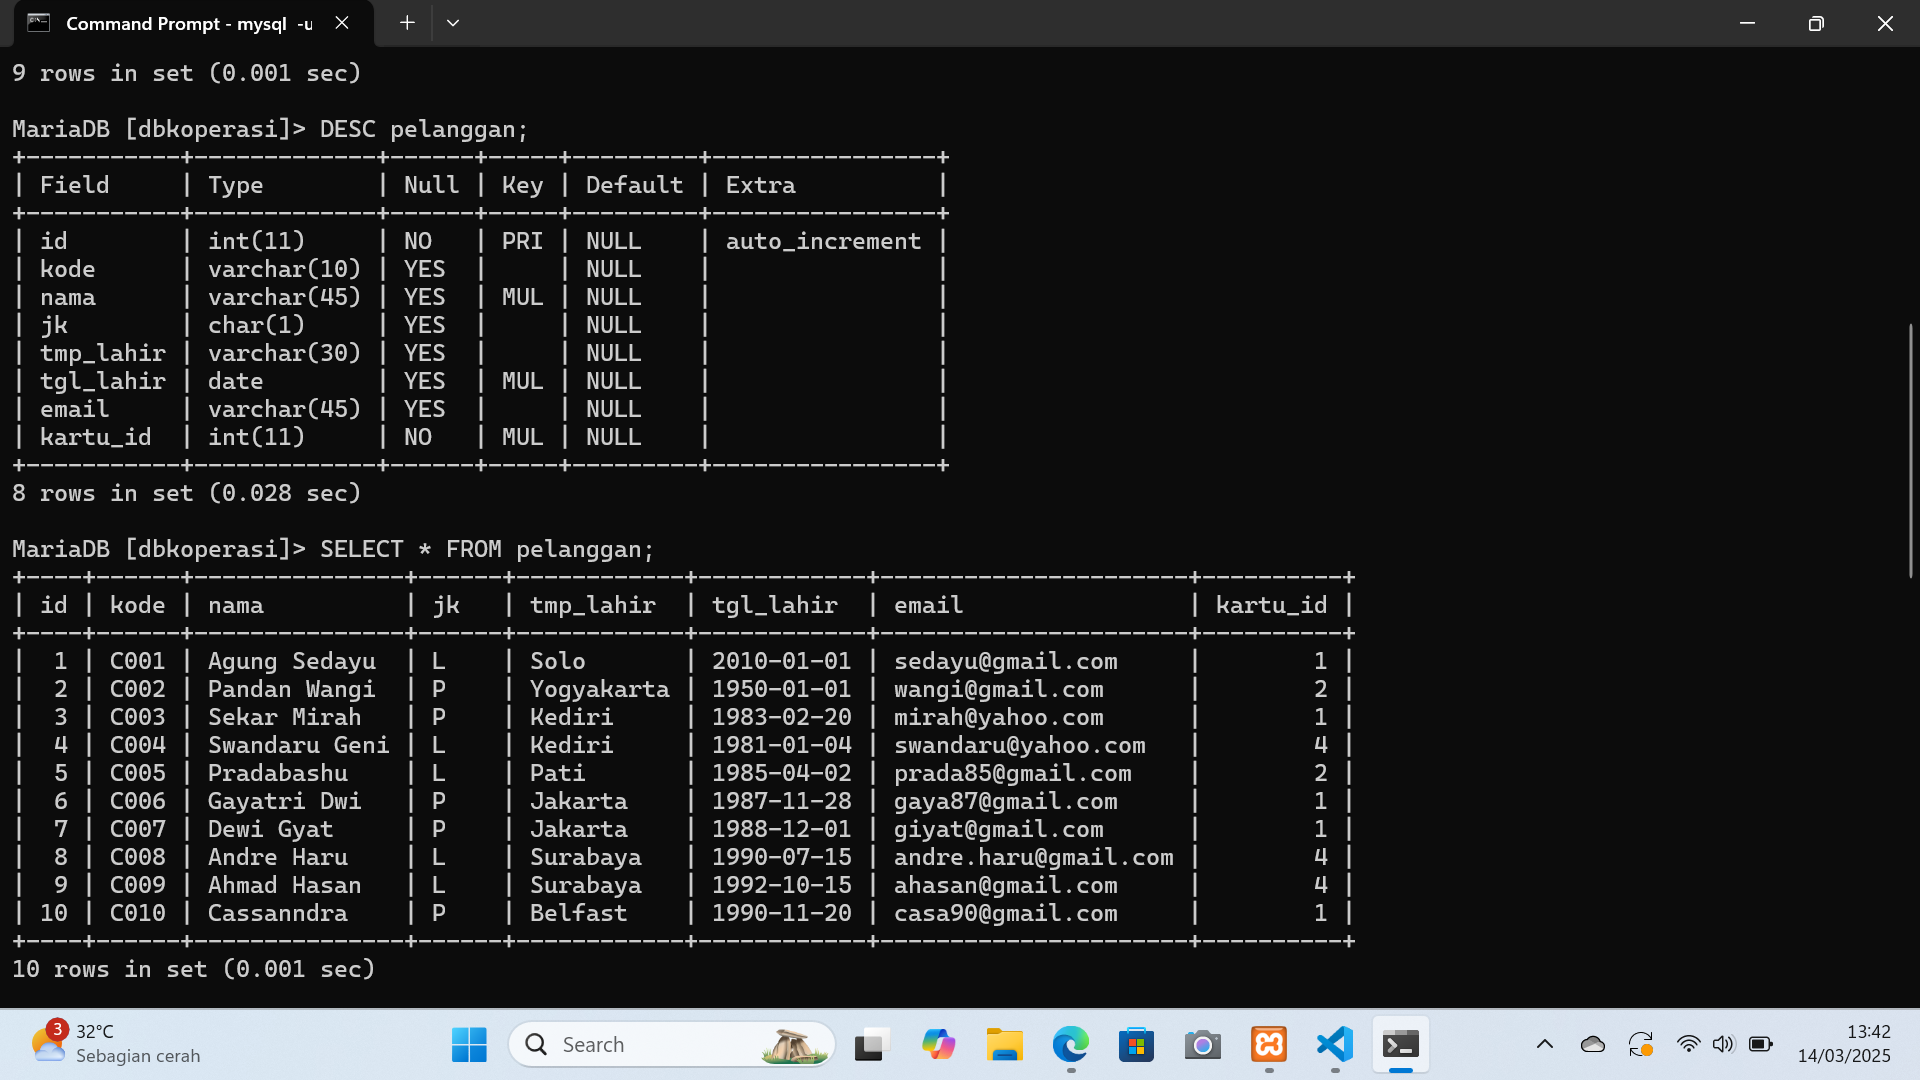 Command Prompt - mysql  -u
9 rows in set (0.001 sec)
MariaDB [dbkoperasi]> DESC pelanggan;
+-----------+-------------+------+-----+---------+----------------+
| Field     | Type        | Null | Key | Default | Extra          |
+-----------+-------------+------+-----+---------+----------------+
| id        | int(11)     | NO   | PRI | NULL    | auto_increment |
| kode      | varchar(10) | YES  |     | NULL    |                |
| nama      | varchar(45) | YES  | MUL | NULL    |                |
| jk        | char(1)     | YES  |     | NULL    |                |
| tmp_lahir | varchar(30) | YES  |     | NULL    |                |
| tgl_lahir | date        | YES  | MUL | NULL    |                |
| email     | varchar(45) | YES  |     | NULL    |                |
| kartu_id  | int(11)     | NO   | MUL | NULL    |                |
+-----------+-------------+------+-----+---------+----------------+
8 rows in set (0.028 sec)
MariaDB [dbkoperasi]> SELECT * FROM pelanggan;
+----+------+---------------+------+------------+------------+----------------------+----------+
| id | kode | nama          | jk   | tmp_lahir  | tgl_lahir  | email                | kartu_id |
+----+------+---------------+------+------------+------------+----------------------+----------+
|  1 | C001 | Agung Sedayu  | L    | Solo       | 2010-01-01 | sedayu@gmail.com     |        1 |
|  2 | C002 | Pandan Wangi  | P    | Yogyakarta | 1950-01-01 | wangi@gmail.com      |        2 |
|  3 | C003 | Sekar Mirah   | P    | Kediri     | 1983-02-20 | mirah@yahoo.com      |        1 |
|  4 | C004 | Swandaru Geni | L    | Kediri     | 1981-01-04 | swandaru@yahoo.com   |        4 |
|  5 | C005 | Pradabashu    | L    | Pati       | 1985-04-02 | prada85@gmail.com    |        2 |
|  6 | C006 | Gayatri Dwi   | P    | Jakarta    | 1987-11-28 | gaya87@gmail.com     |        1 |
|  7 | C007 | Dewi Gyat     | P    | Jakarta    | 1988-12-01 | giyat@gmail.com      |        1 |
|  8 | C008 | Andre Haru    | L    | Surabaya   | 1990-07-15 | andre.haru@gmail.com |        4 |
|  9 | C009 | Ahmad Hasan   | L    | Surabaya   | 1992-10-15 | ahasan@gmail.com     |        4 |
| 10 | C010 | Cassanndra    | P    | Belfast    | 1990-11-20 | casa90@gmail.com     |        1 |
+----+------+---------------+------+------------+------------+----------------------+----------+
10 rows in set (0.001 sec)
3
32°C
Sebagian cerah
Search
13:42
14/03/2025